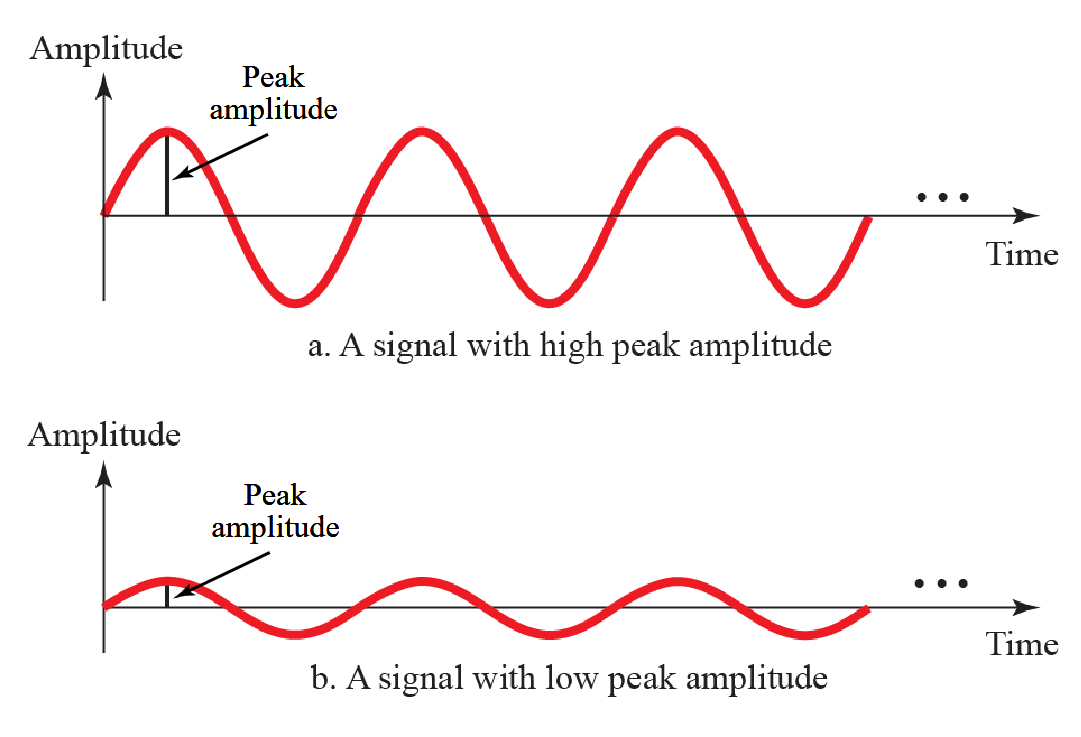 Amplitude
Peak
amplitude
Time
a. A signal with high peak amplitude
Amplitude
Peak
amplitude
Time
b. A signal with low peak amplitude